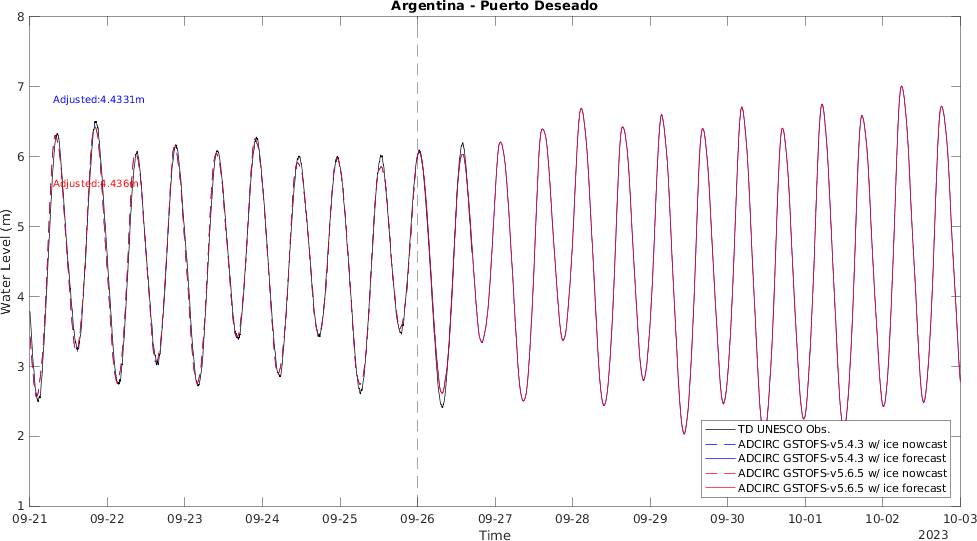 Argentina - Puerto Deseado
8
7
6
5
4
3
2
1
Water Level (m)
Adjusted:4.4331m
Adjusted:4.436m
TD UNESCO Obs.
ADCIRC GSTOFS-v5.4.3 w/ ice nowcast
ADCIRC GSTOFS-v5.4.3 w/ ice forecast
ADCIRC GSTOFS-v5.6.5 w/ ice nowcast
ADCIRC GSTOFS-v5.6.5 w/ ice forecast
09-21 09-22 09-23 09-24 09-25 09-26 09-27 09-28 09-29 09-30 10-01 10-02 10-03
Time
2023